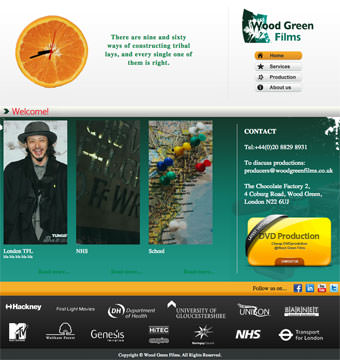 Wood Green
Films
There are nine and sixty
ways of constructing tribal
lays, and every single one
of them is right.
Home
Services
Production
About us
Welcome!
CONTACT
Tel:+44(0)20 8829 8931
To discuss productions:
producers@woodgreenfilms.co.uk
The Chocolate Factory 2,
4 Coburg Road, Wood Green,
London N22 6UJ
DVD Production
London TFL
NHS
School
Read more...
Read more...
Read more...
Follow us on...
Hackney
First Light Movies
DH Department
of Health
UNIVERSITY OF
GLOUCESTERSHIRE
UNISON
BARNET
MTV
Waltham Forest
Genesis
HiTEC
Haringey
NHS
Transport
for London
Copyright © Wood Green Films. All Rights Reserved.